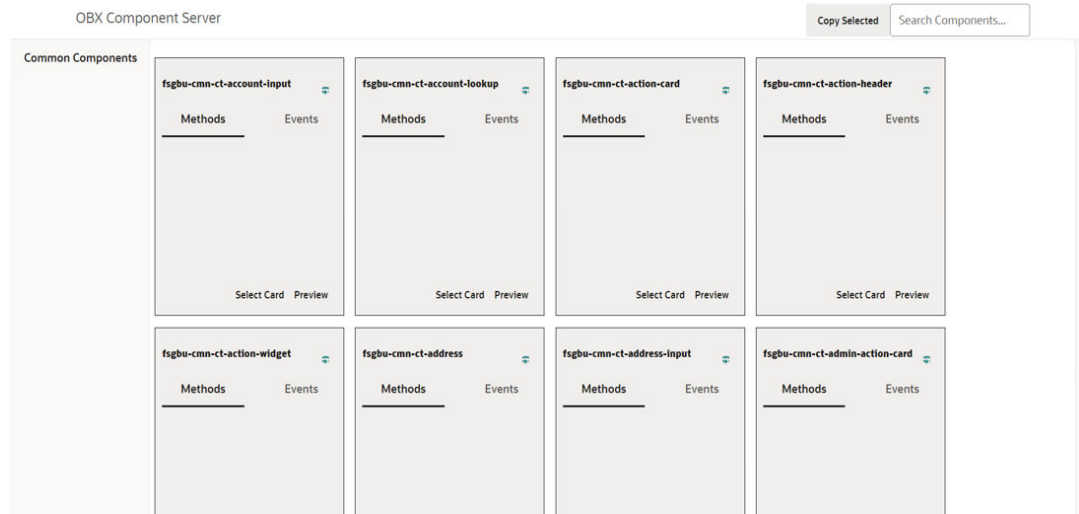 OBX Component Server
Copy Selected
Search Components...
Common Components
fsgbu-cmn-ct-account-input
Methods Events
Select Card Preview
fsgbu-cmn-ct-account-lookup
Methods Events
Select Card Preview
fsgbu-cmn-ct-action-card
Methods Events
Select Card Preview
fsgbu-cmn-ct-action-header
Methods Events
Select Card Preview
fsgbu-cmn-ct-action-widget
Methods Events
fsgbu-cmn-ct-address
Methods Events
fsgbu-cmn-ct-address-input
Methods Events
fsgbu-cmn-ct-admin-action-card
Methods Events